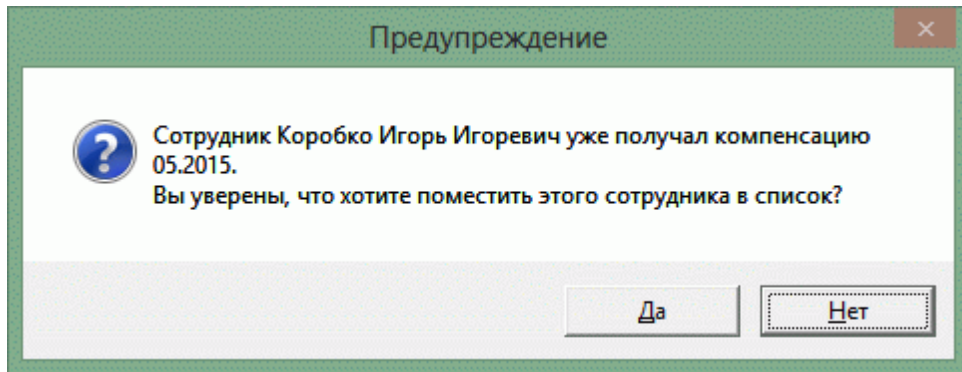 Предупреждение
Сотрудник Коробко Игорь Игоревич уже получал компенсацию
05.2015.
Вы уверены, что хотите поместить этого сотрудника в список?
Да
Нет